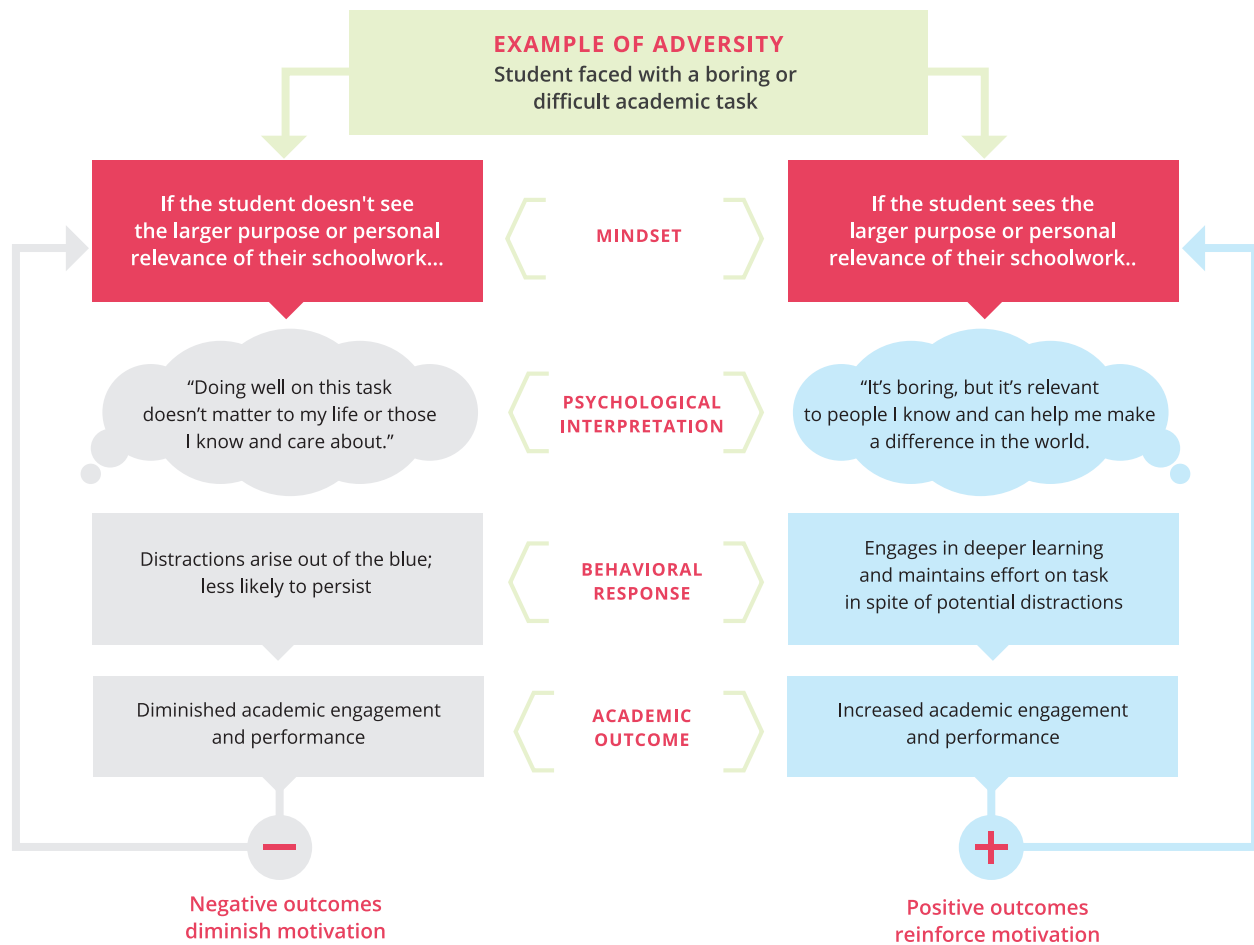 EXAMPLE OF ADVERSITY
Student faced with a boring or
difficult academic task
If the student doesn't see
the larger purpose or personal
relevance of their schoolwork...
MINDSET
If the student sees the
larger purpose or personal
relevance of their schoolwork..
“Doing well on this task
doesn’t matter to my life or those
I know and care about.”
PSYCHOLOGICAL
INTERPRETATION
“It’s boring, but it’s relevant
to people I know and can help me make
a difference in the world.
Distractions arise out of the blue;
less likely to persist
BEHAVIORAL
RESPONSE
Engages in deeper learning
and maintains effort on task
in spite of potential distractions
Diminished academic engagement
and performance
ACADEMIC
OUTCOME
Increased academic engagement
and performance
Negative outcomes
diminish motivation
Positive outcomes
reinforce motivation